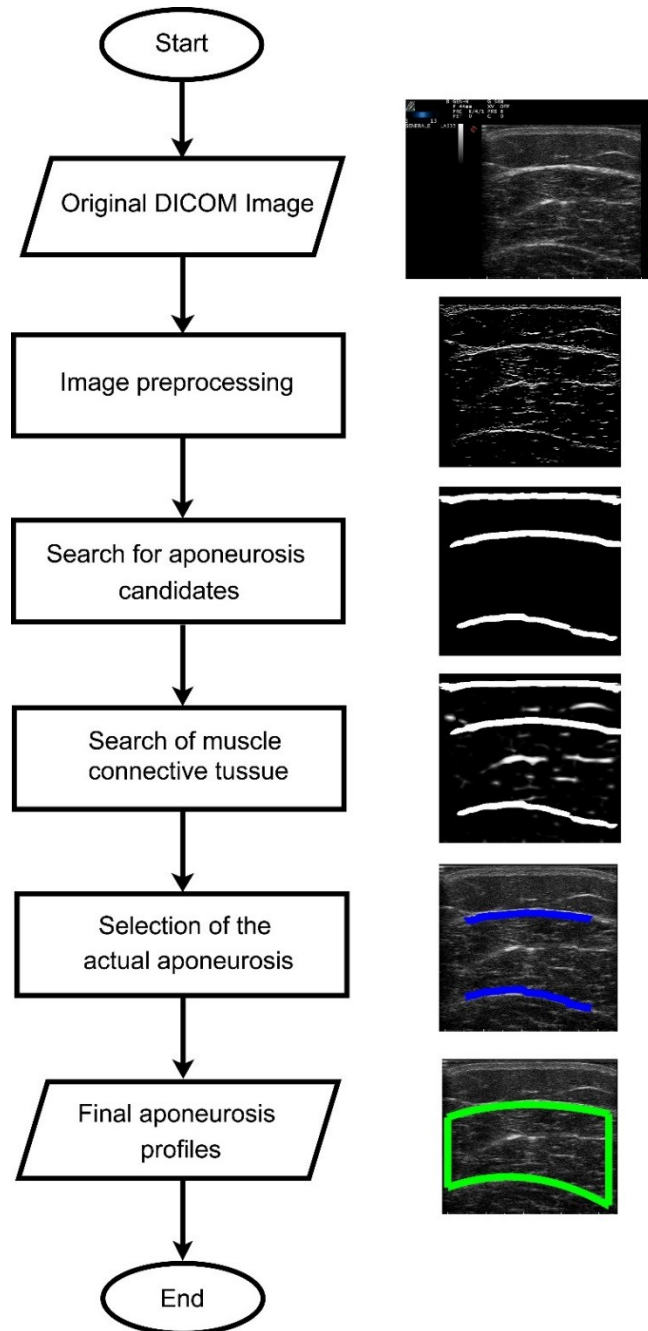 Start
Original DICOM Image
Image preprocessing
Search for aponeurosis
candidates
Search of muscle
connective tussue
Selection of the
actual aponeurosis
Final aponeurosis
profiles
End